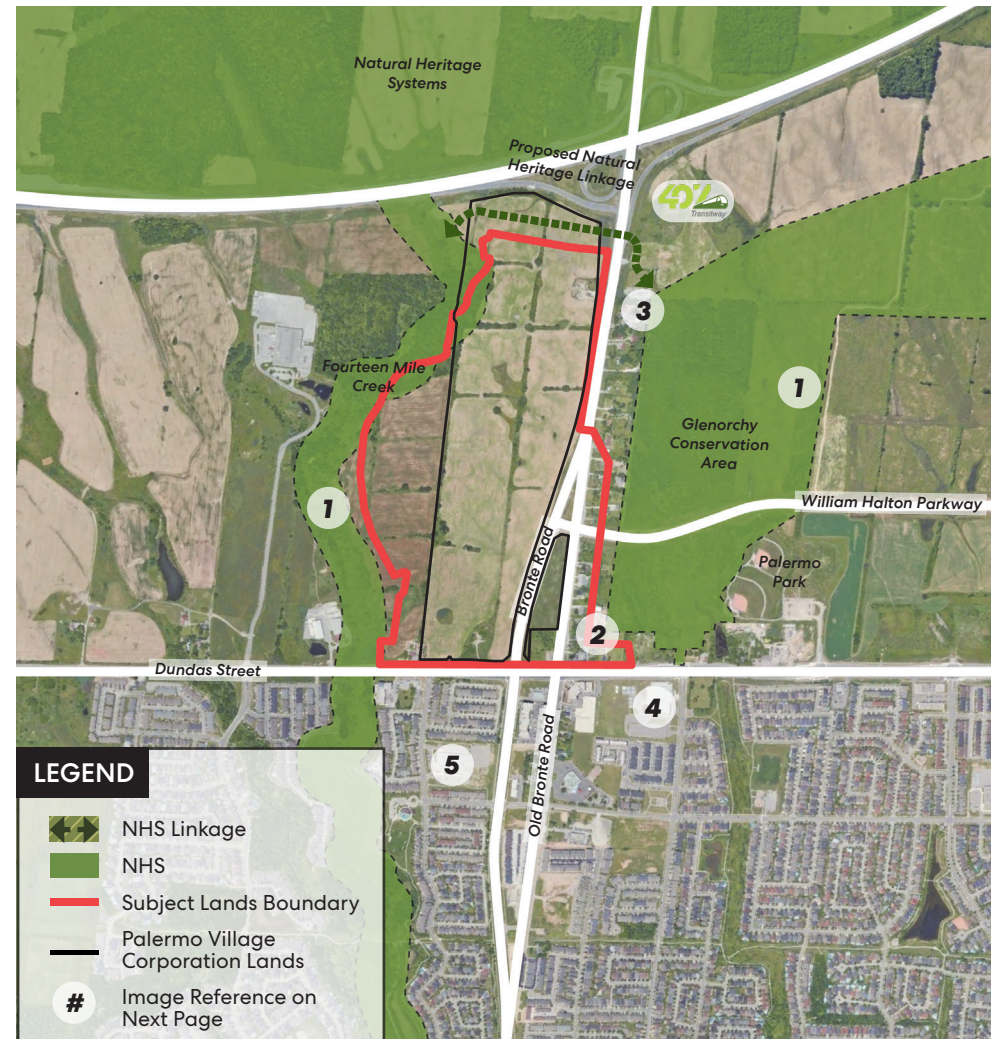 Natural Heritage
Systems
Proposed Natural
Heritage Linkage
407
Transitway
3
Fourteen Mile
Creek
1
Glenorchy
Conservation
Area
1
William Halton Parkway
Bronte Road
Palermo
Park
2
Dundas Street
4
5
Old Bronte Road
LEGEND
NHS Linkage
NHS
Subject Lands Boundary
Palermo Village
Corporation Lands
#
Image Reference on
Next Page